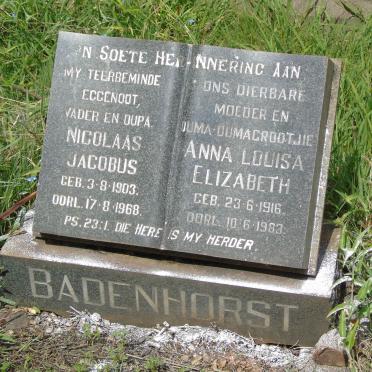 'N SOETE HERINNERING AAN
MY TEERBEMINDE
EGGENOOT,
VADER EN OUPA.
NICOLAAS
JACOBUS
GEB. 3-8-1903.
OORL. 17-8-1968.
ONS DIERBARE
MOEDER EN
OUMA-OUMAGROOTJIE
ANNA LOUISA
ELIZABETH
GEB. 23-6-1916.
OORL. 10-6-1983.
PS. 23:1. DIE HERE IS MY HERDER.
BADENHORST